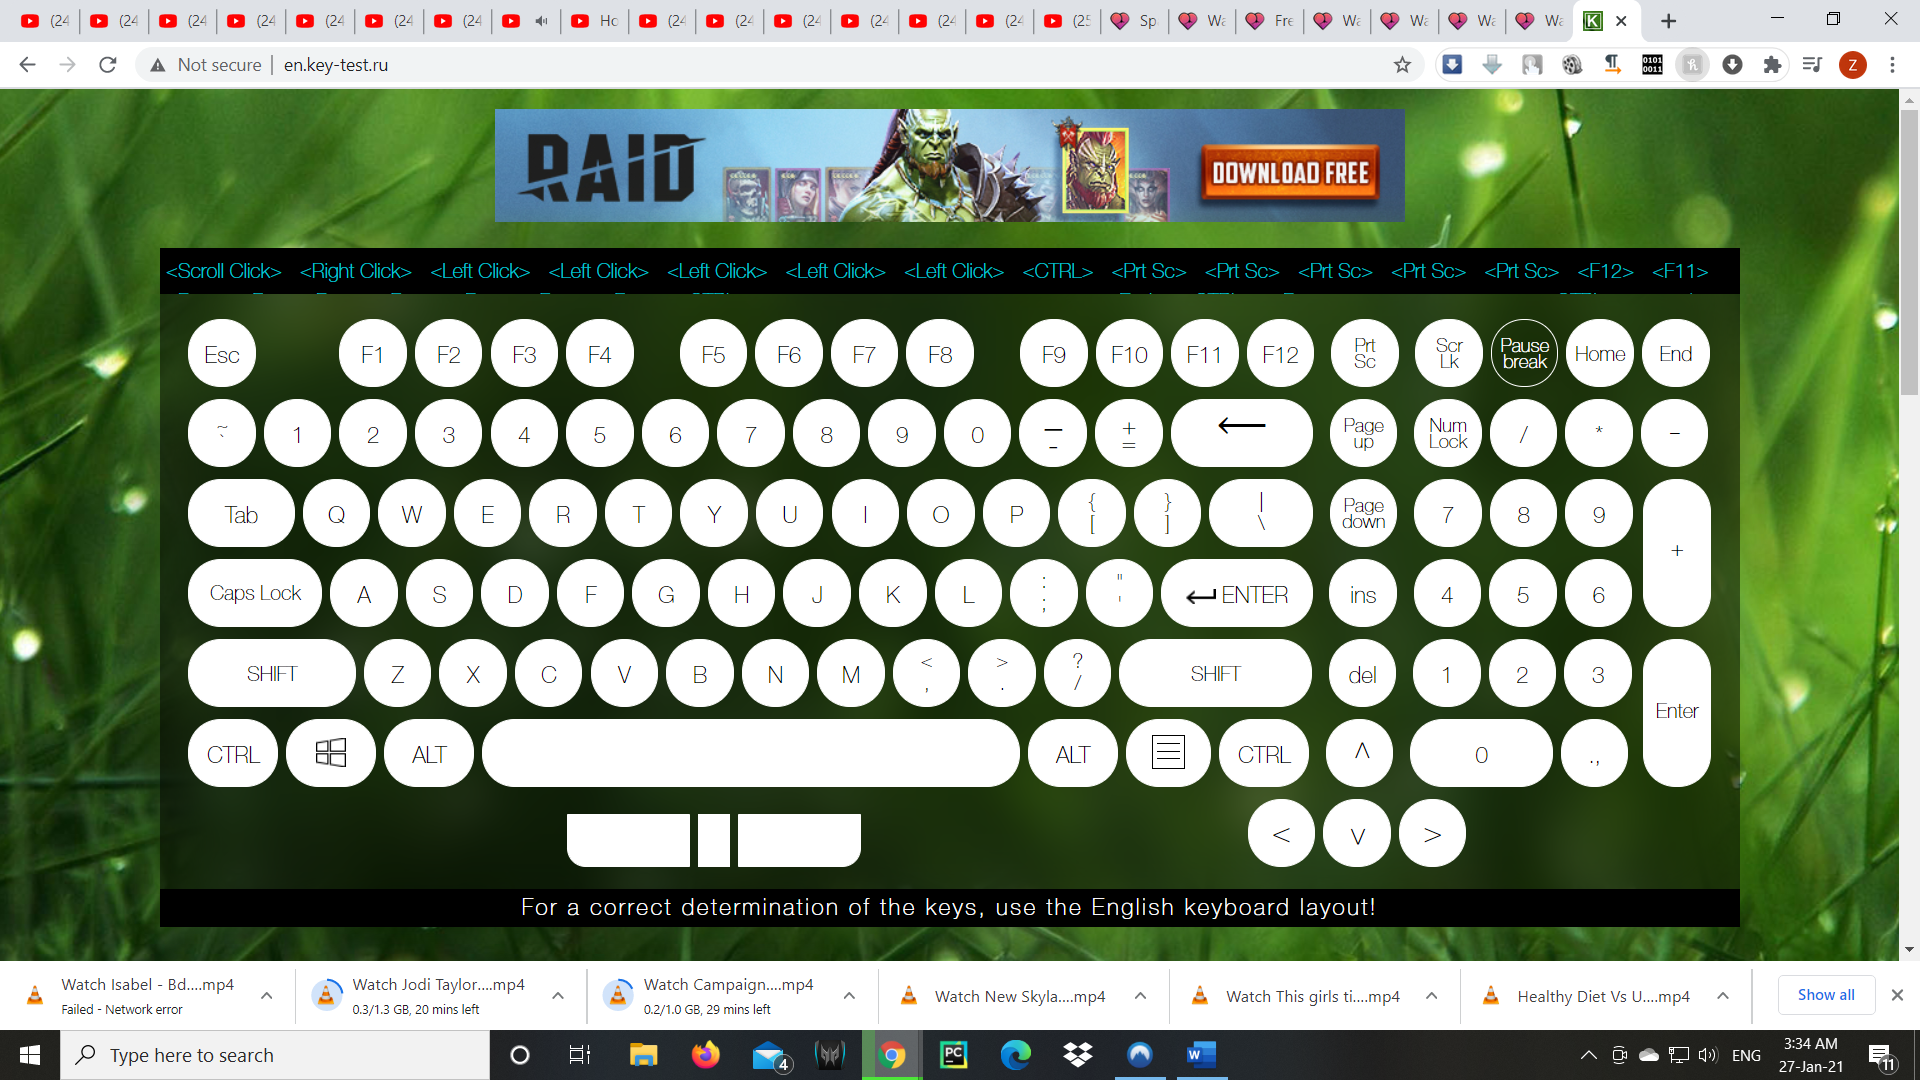 (24 (24 (24 (24 (24 (24 (24 Ho (24 (24 (24 (24 (24 (24 (25 Sp Wa Fre Wa Wa Wa Wa K
Not secure en.key-test.ru
Z
RAID DOWNLOAD FREE
<Scroll Click> <Right Click> <Left Click> <Left Click> <Left Click> <Left Click> <Left Click> <CTRL> <Prt Sc> <Prt Sc> <Prt Sc> <Prt Sc> <Prt Sc> <F12> <F11>
Esc F1 F2 F3 F4 F5 F6 F7 F8 F9 F10 F11 F12 Prt Sc Scr Lk Pause break Home End
~ ` 1 2 3 4 5 6 7 8 9 0 — - + = ← Page up Num Lock / * -
Tab Q W E R T Y U I O P { [ } ] | \ Page down 7 8 9 +
Caps Lock A S D F G H J K L : ; " ' ↵ ENTER ins 4 5 6
SHIFT Z X C V B N M < , > . ? / SHIFT del 1 2 3 Enter
CTRL ALT ALT CTRL ^ 0 .,
< v >
For a correct determination of the keys, use the English keyboard layout!
Watch Isabel - Bd....mp4
Failed - Network error
Watch Jodi Taylor....mp4
0.3/1.3 GB, 20 mins left
Watch Campaign....mp4
0.2/1.0 GB, 29 mins left
Watch New Skyla....mp4
Watch This girls ti....mp4
Healthy Diet Vs U....mp4
Show all
Type here to search
4
PC
W
ENG
3:34 AM
27-Jan-21
11